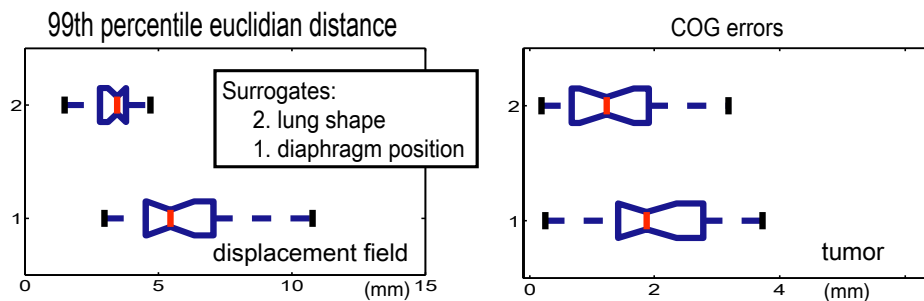 99th percentile euclidian distance
2
1
Surrogates:
2. lung shape
1. diaphragm position
displacement field
0 5 10 15
(mm)
COG errors
2
1
tumor
0 2 4 6
(mm)